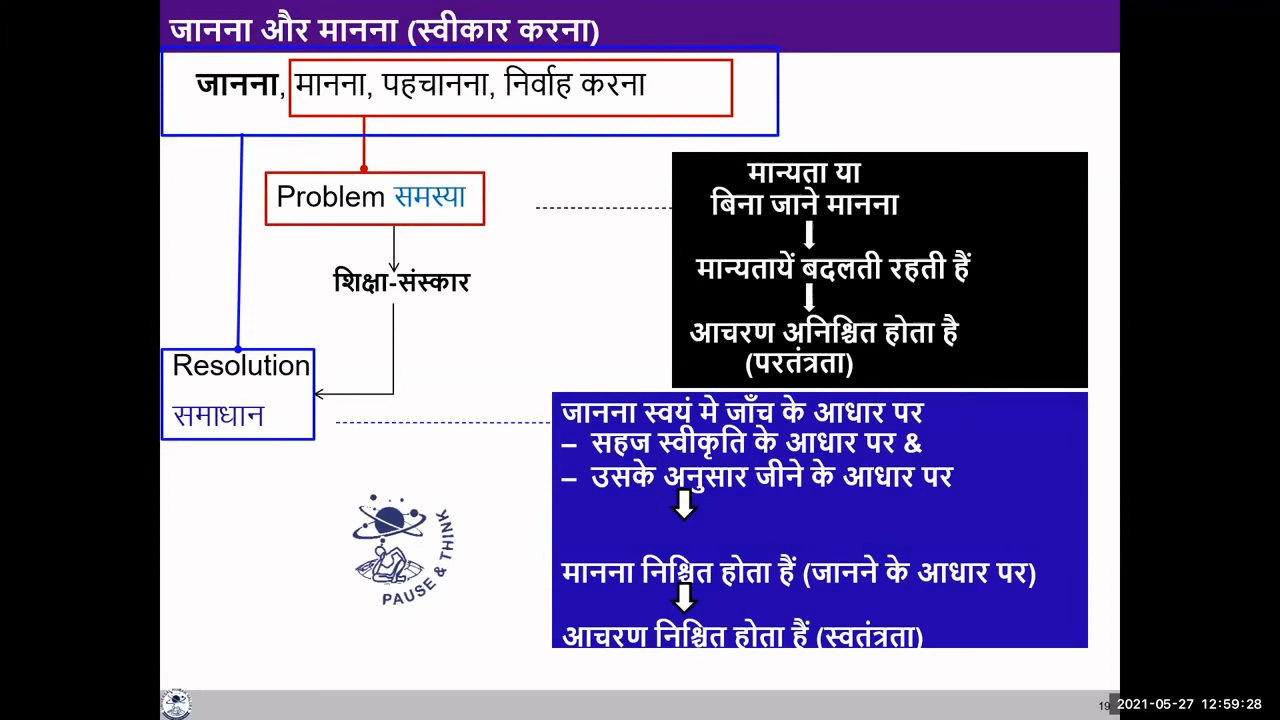 जानना और मानना (स्वीकार करना)
जानना, मानना, पहचानना, निर्वाह करना
Problem समस्या
शिक्षा-संस्कार
Resolution
समाधान
मान्यता या
बिना जाने मानना
मान्यतायें बदलती रहती हैं
आचरण अनिश्चित होता है
(परतंत्रता)
जानना स्वयं मे जाँच के आधार पर
– सहज स्वीकृति के आधार पर &
– उसके अनुसार जीने के आधार पर
मानना निश्चित होता हैं (जानने के आधार पर)
आचरण निश्चित होता हैं (स्वतंत्रता)
PAUSE & THINK
19
2021-05-27 12:59:28